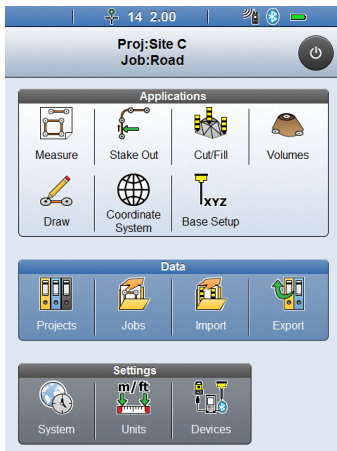 14 2.00
Proj:Site C
Job:Road
Applications
Measure Stake Out Cut/Fill Volumes
XYZ
Draw Coordinate System Base Setup
Data
Projects Jobs Import Export
Settings
m/ft
System Units Devices